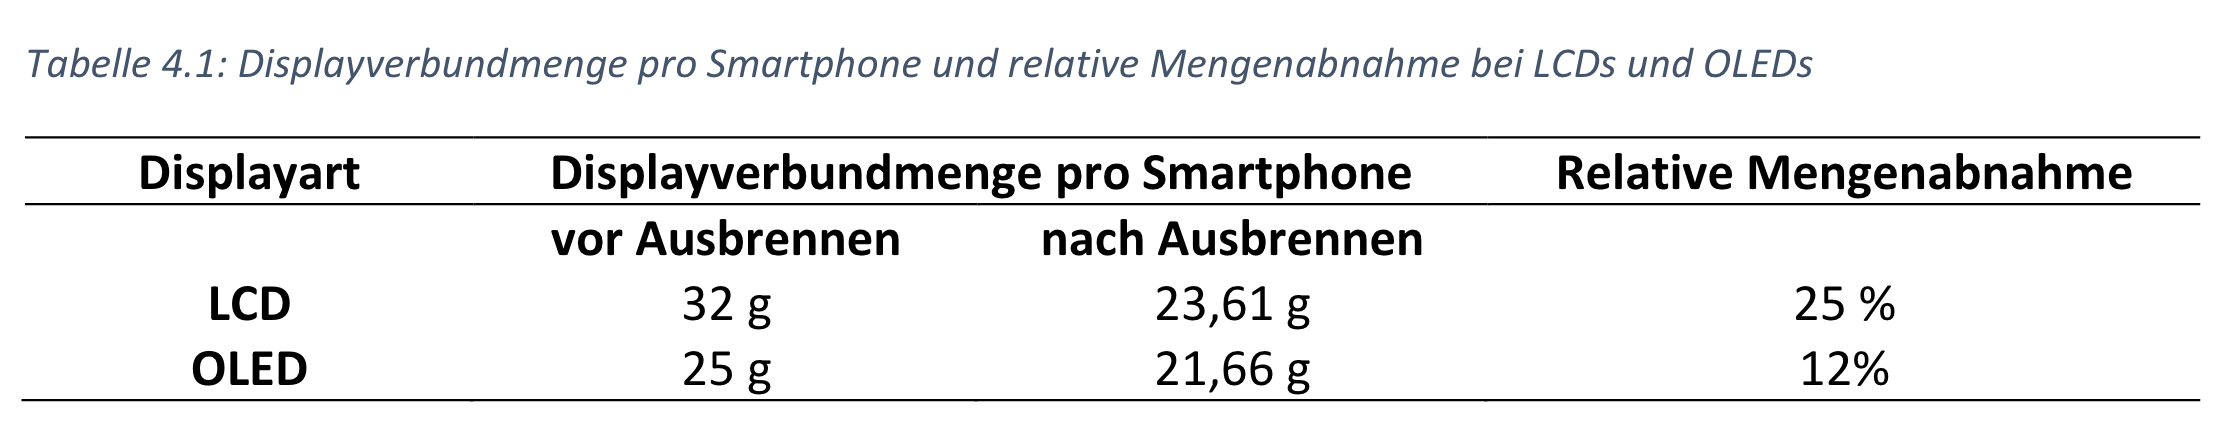 Tabelle 4.1: Displayverbundmenge pro Smartphone und relative Mengenabnahme bei LCDs und OLEDs
Displayart Displayverbundmenge pro Smartphone Relative Mengenabnahme
vor Ausbrennen nach Ausbrennen
LCD 32 g 23,61 g 25 %
OLED 25 g 21,66 g 12%